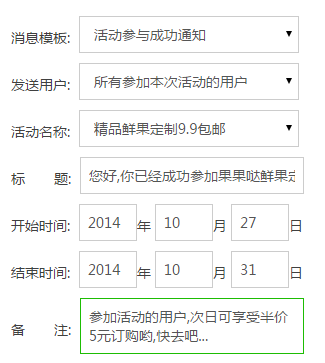 消息模板: 活动参与成功通知
发送用户: 所有参加本次活动的用户
活动名称: 精品鲜果定制9.9包邮
标 题: 您好,你已经成功参加果果哒鲜果定
开始时间: 2014 年 10 月 27 日
结束时间: 2014 年 10 月 31 日
备 注: 参加活动的用户,次日可享受半价
5元订购哟,快去吧...